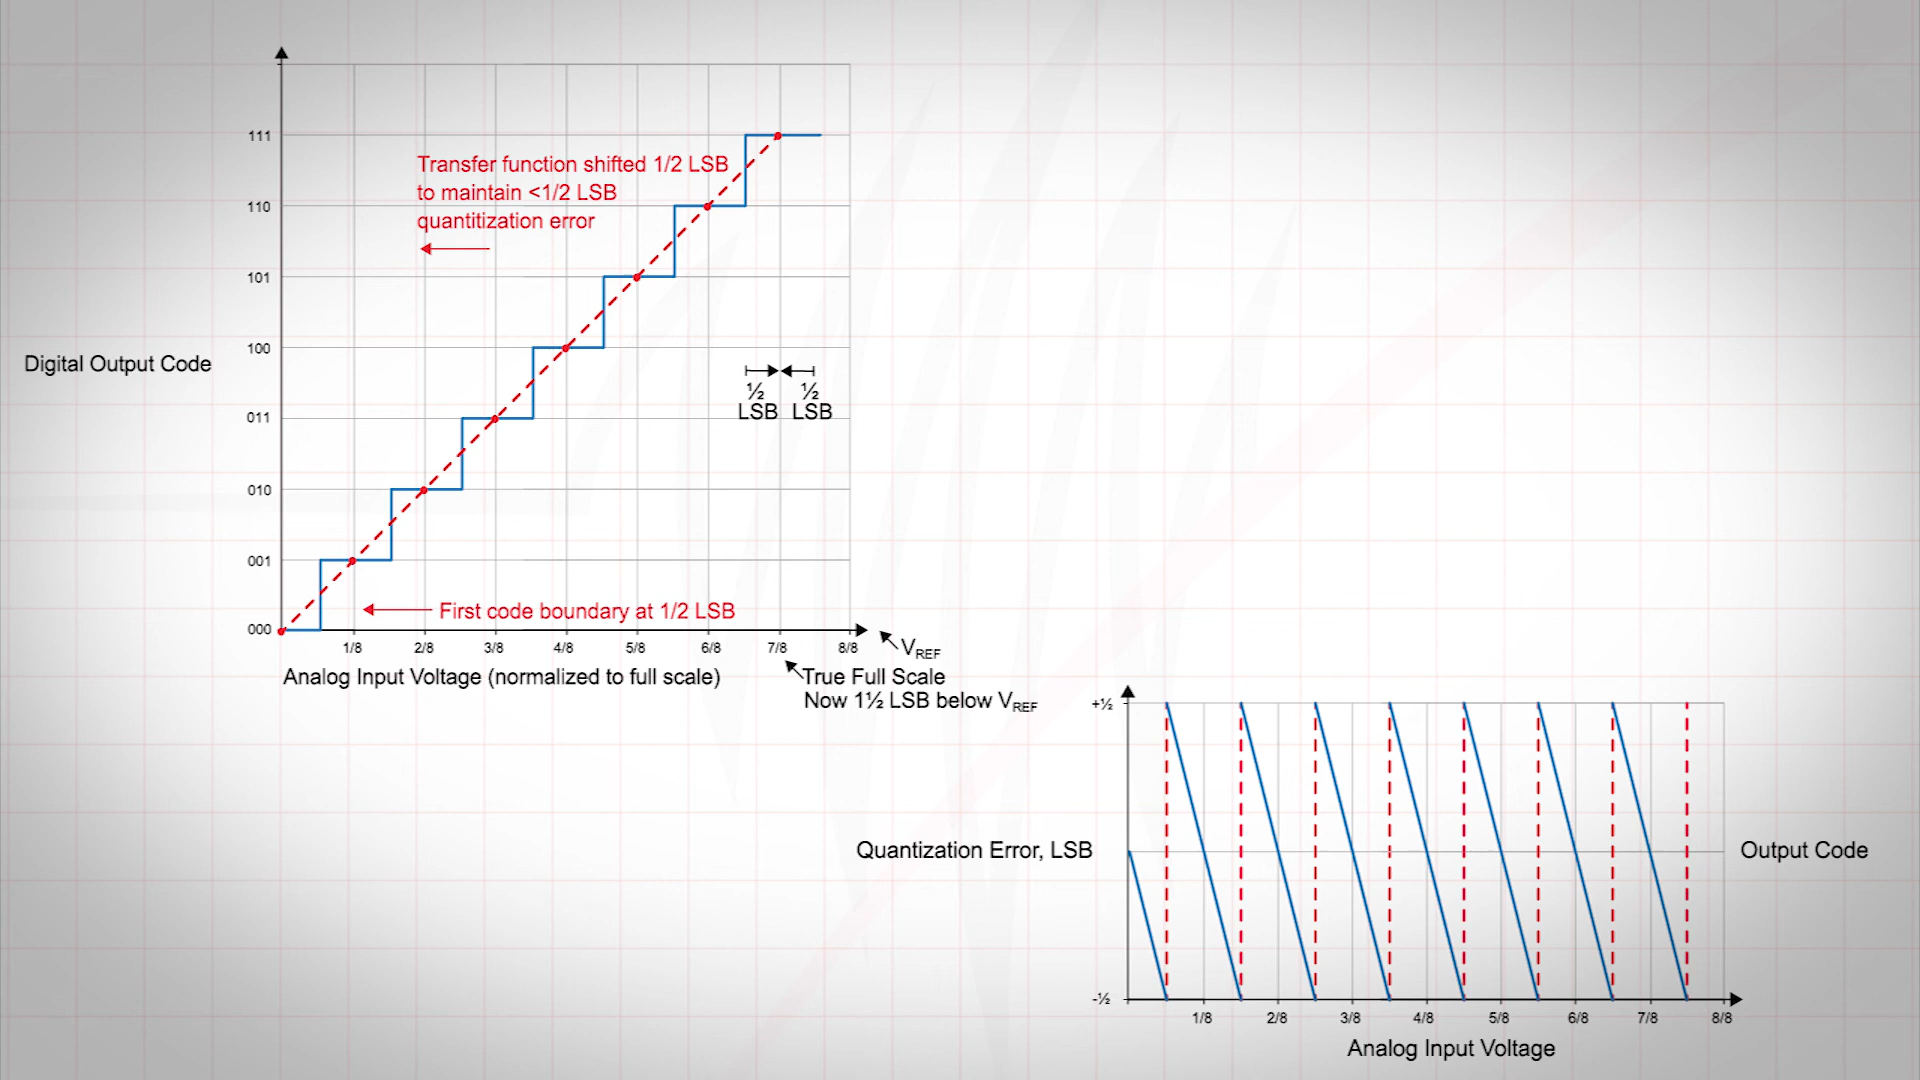 111
Transfer function shifted 1/2 LSB
to maintain <1/2 LSB
quantitization error
110
101
100
Digital Output Code
½ ½
LSB LSB
011
010
001
First code boundary at 1/2 LSB
000
1/8 2/8 3/8 4/8 5/8 6/8 7/8 8/8
VREF
Analog Input Voltage (normalized to full scale)
True Full Scale
Now 1½ LSB below VREF
+½
Quantization Error, LSB
Output Code
-½
1/8 2/8 3/8 4/8 5/8 6/8 7/8 8/8
Analog Input Voltage